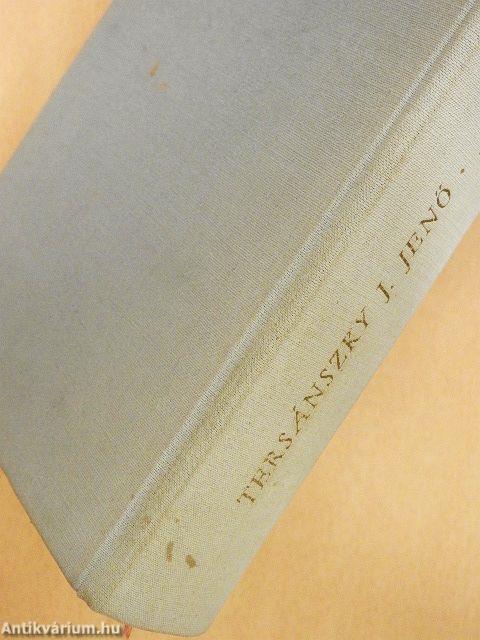 TERSÁNSZKY J. JENŐ ·
Antikvárium.hu